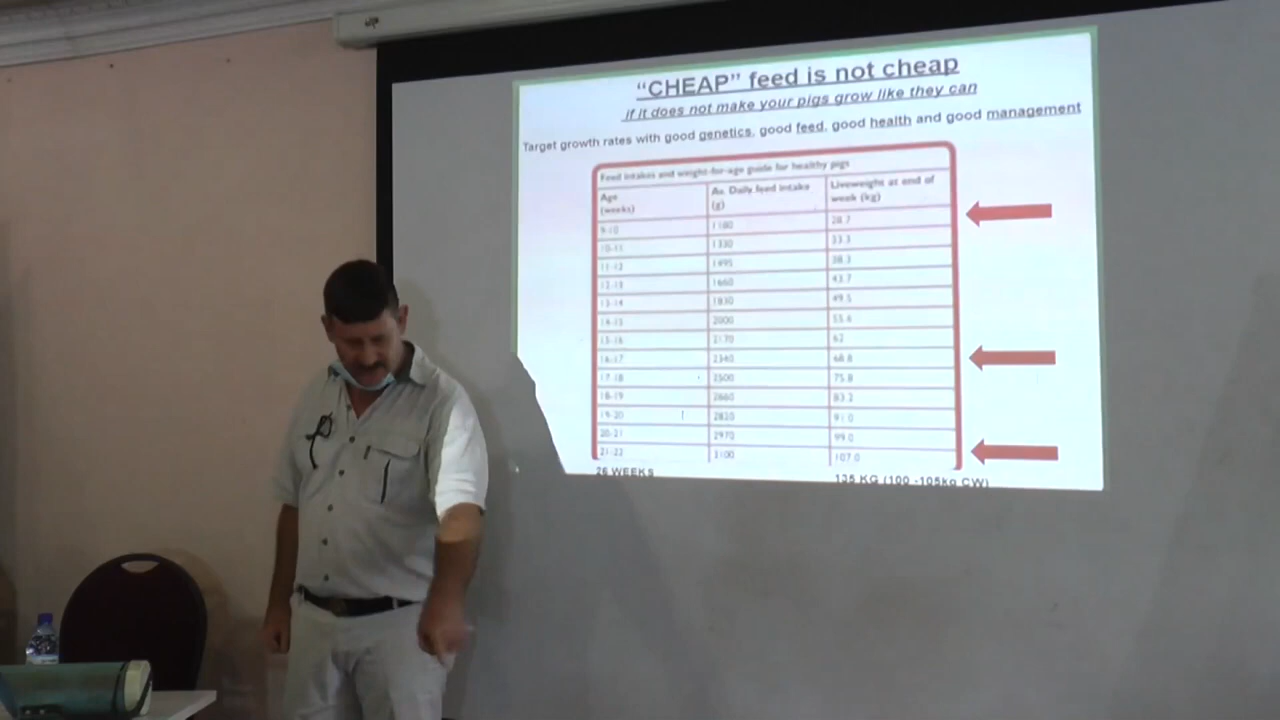 “CHEAP” feed is not cheap
if it does not make your pigs grow like they can
Target growth rates with good genetics, good feed, good health and good management
Feed intakes and weight-for-age guide for healthy pigs
Age (weeks) Av. Daily feed intake (g) Liveweight at end of week (kg)
9-10 1180 28.7
10-11 1330 33.3
11-12 1495 38.3
12-13 1660 43.7
13-14 1830 49.5
14-15 2000 55.6
15-16 2170 62
16-17 2340 68.8
17-18 2500 75.8
18-19 2660 83.2
19-20 2820 91.0
20-21 2970 99.0
21-22 3100 107.0
26 WEEKS 135 KG (100 -105kg CW)